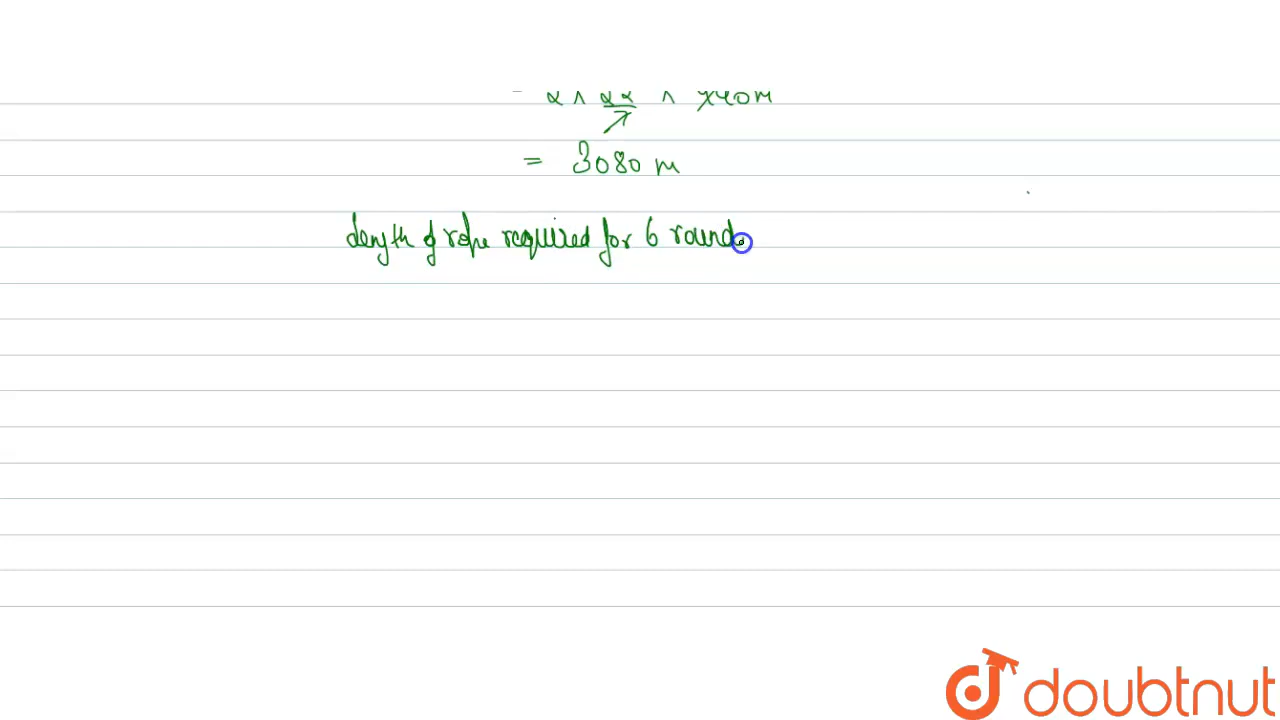 = 3080 m
Length of rope required for 6 rounds
doubtnut